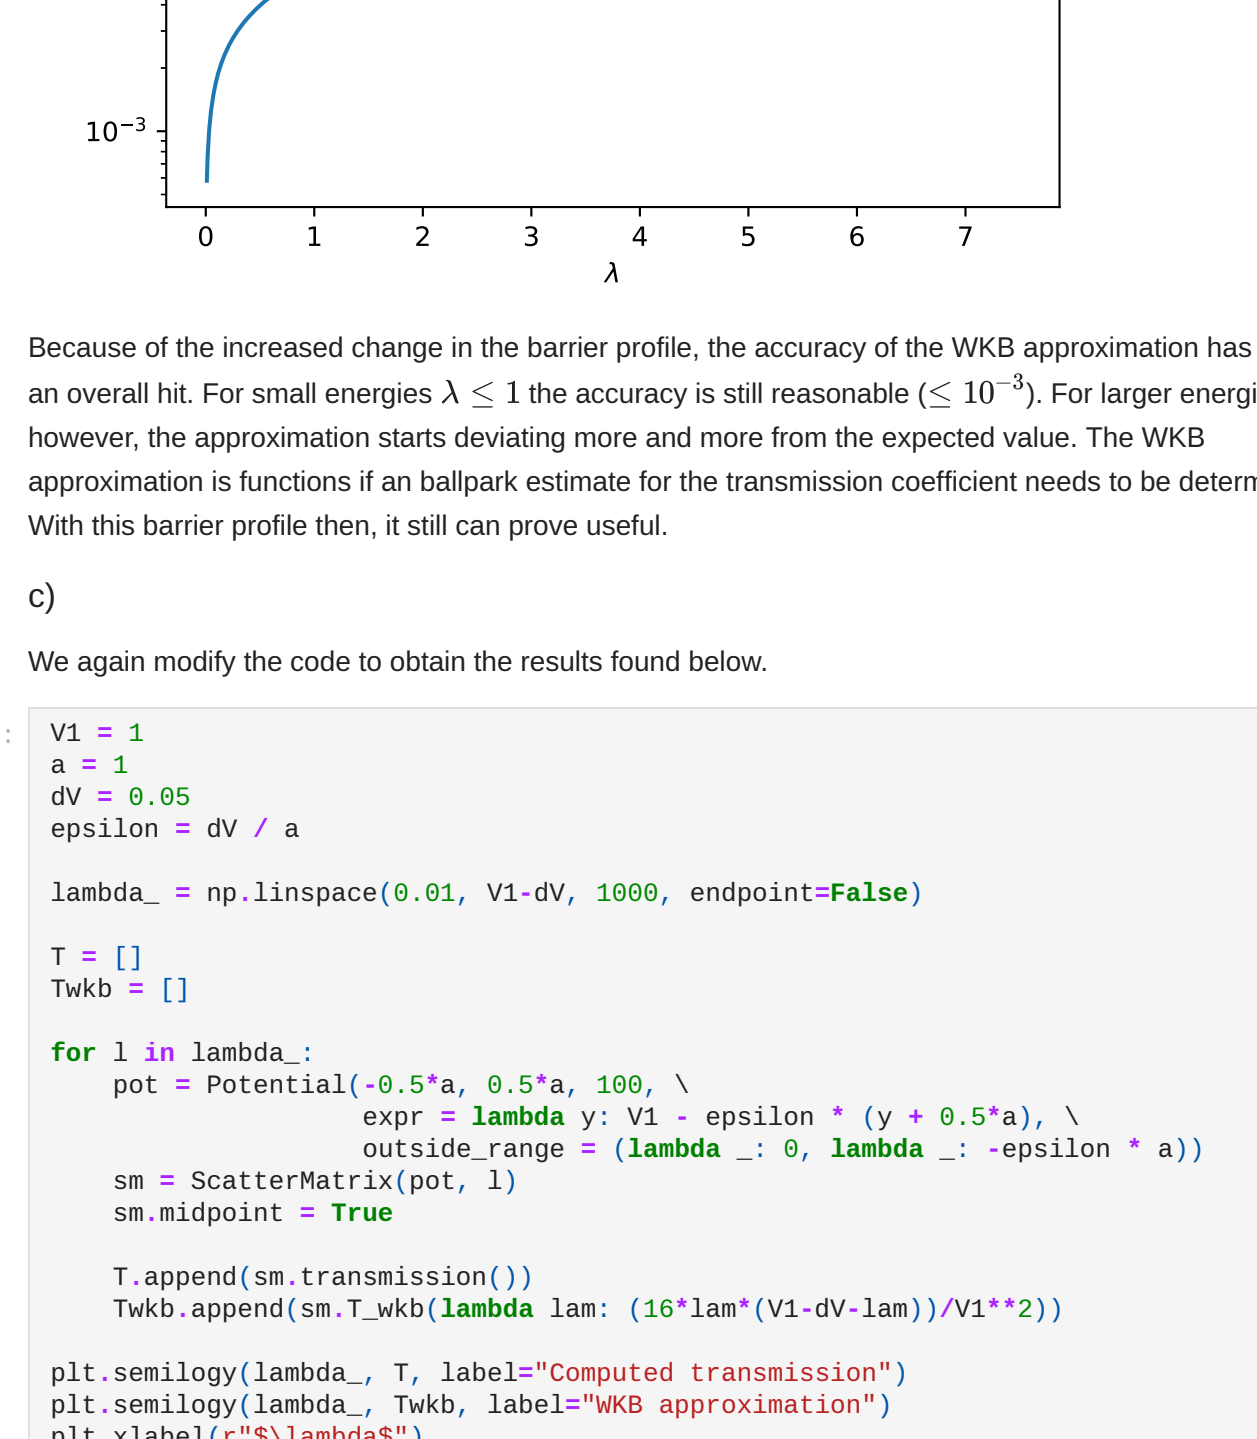 10⁻³
0 1 2 3 4 5 6 7
λ
Because of the increased change in the barrier profile, the accuracy of the WKB approximation has
an overall hit. For small energies λ ≤ 1 the accuracy is still reasonable (≤ 10⁻³). For larger energi
however, the approximation starts deviating more and more from the expected value. The WKB
approximation is functions if an ballpark estimate for the transmission coefficient needs to be determ
With this barrier profile then, it still can prove useful.
c)
We again modify the code to obtain the results found below.
:
V1 = 1
a = 1
dV = 0.05
epsilon = dV / a
lambda_ = np.linspace(0.01, V1-dV, 1000, endpoint=False)
T = []
Twkb = []
for l in lambda_:
    pot = Potential(-0.5*a, 0.5*a, 100, \
                    expr = lambda y: V1 - epsilon * (y + 0.5*a), \
                    outside_range = (lambda _: 0, lambda _: -epsilon * a))
    sm = ScatterMatrix(pot, l)
    sm.midpoint = True
    T.append(sm.transmission())
    Twkb.append(sm.T_wkb(lambda lam: (16*lam*(V1-dV-lam))/V1**2))
plt.semilogy(lambda_, T, label="Computed transmission")
plt.semilogy(lambda_, Twkb, label="WKB approximation")
plt.xlabel(r"$\lambda$")